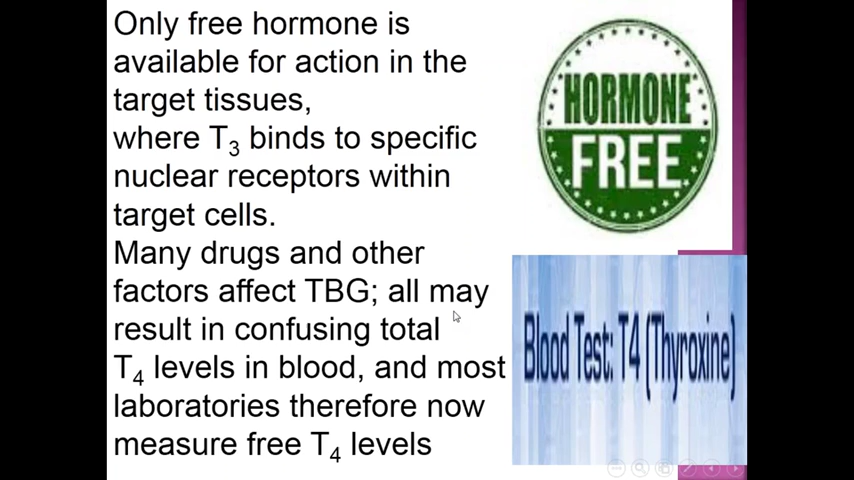 Only free hormone is
available for action in the
target tissues,
where T₃ binds to specific
nuclear receptors within
target cells.
Many drugs and other
factors affect TBG; all may
result in confusing total
T₄ levels in blood, and most
laboratories therefore now
measure free T₄ levels
HORMONE
FREE
Blood Test: T4 (Thyroxine)